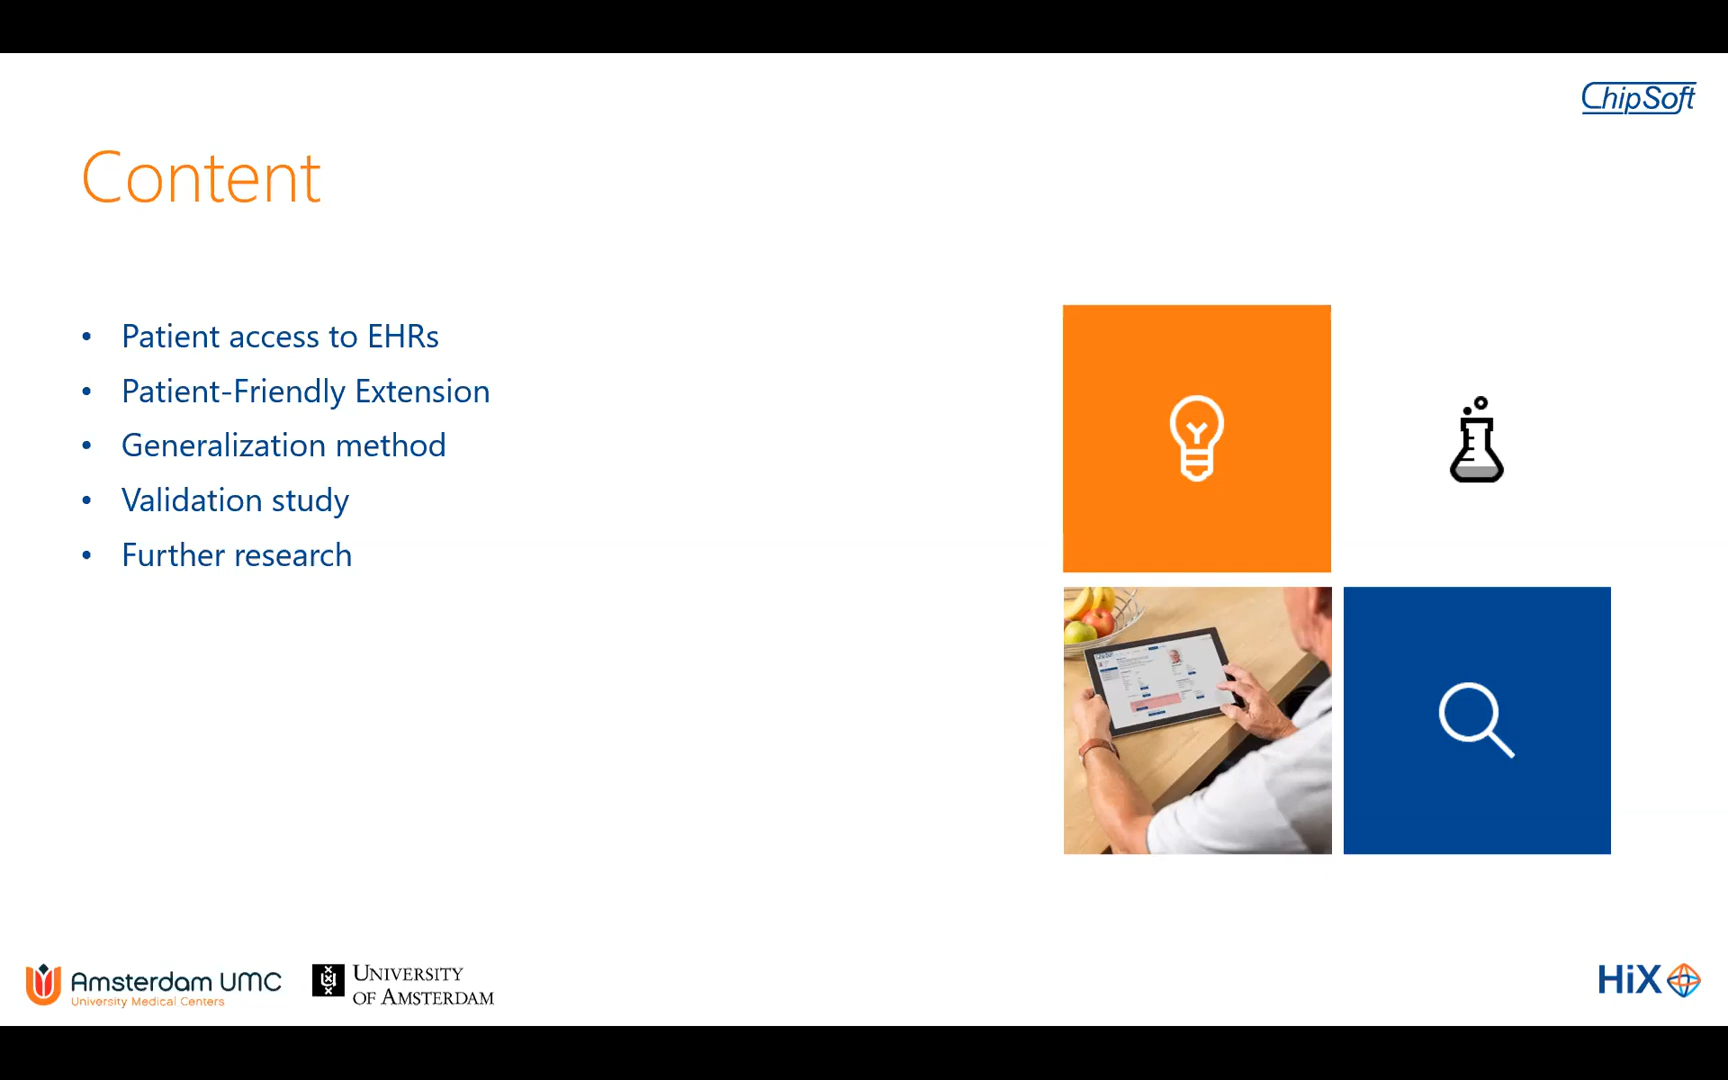 ChipSoft
Content
• Patient access to EHRs
• Patient-Friendly Extension
• Generalization method
• Validation study
• Further research
Amsterdam UMC
University Medical Centers
UNIVERSITY
OF AMSTERDAM
HiX